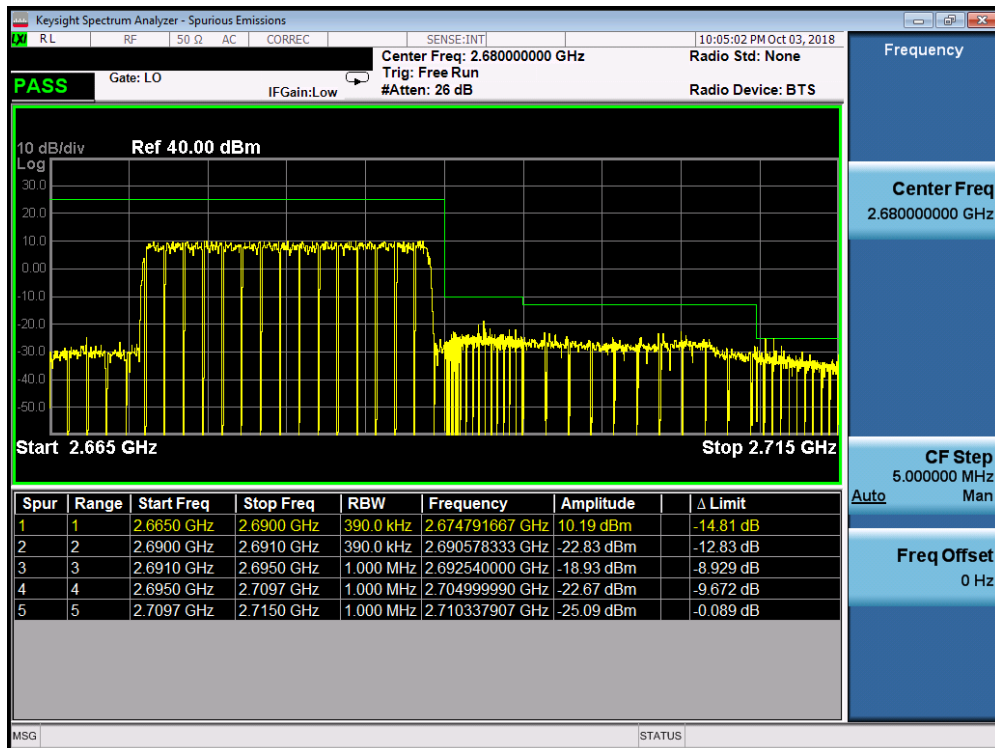 Keysight Spectrum Analyzer - Spurious Emissions
LXI RL RF 50 Ω AC CORREC SENSE:INT 10:05:02 PM Oct 03, 2018
Center Freq: 2.680000000 GHz Radio Std: None
Gate: LO Trig: Free Run
PASS IFGain:Low #Atten: 26 dB Radio Device: BTS
10 dB/div Ref 40.00 dBm
Log
30.0
20.0
10.0
0.00
-10.0
-20.0
-30.0
-40.0
-50.0
Start 2.665 GHz Stop 2.715 GHz
Spur Range Start Freq Stop Freq RBW Frequency Amplitude Δ Limit
1 1 2.6650 GHz 2.6900 GHz 390.0 kHz 2.674791667 GHz 10.19 dBm -14.81 dB
2 2 2.6900 GHz 2.6910 GHz 390.0 kHz 2.690578333 GHz -22.83 dBm -12.83 dB
3 3 2.6910 GHz 2.6950 GHz 1.000 MHz 2.692540000 GHz -18.93 dBm -8.929 dB
4 4 2.6950 GHz 2.7097 GHz 1.000 MHz 2.704999990 GHz -22.67 dBm -9.672 dB
5 5 2.7097 GHz 2.7150 GHz 1.000 MHz 2.710337907 GHz -25.09 dBm -0.089 dB
MSG STATUS
Frequency
Center Freq
2.680000000 GHz
CF Step
5.000000 MHz
Auto Man
Freq Offset
0 Hz